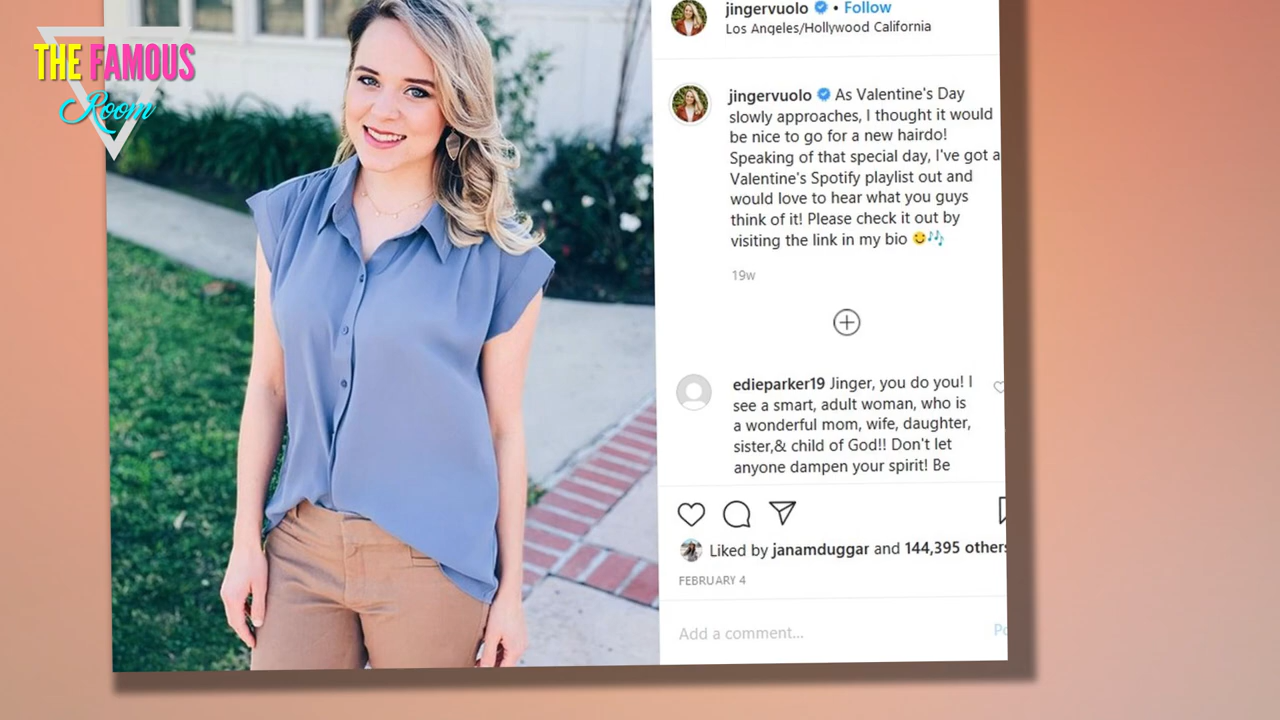 THE FAMOUS
Room
jingervuolo • Follow
Los Angeles/Hollywood California
jingervuolo As Valentine's Day
slowly approaches, I thought it would
be nice to go for a new hairdo!
Speaking of that special day, I've got a
Valentine's Spotify playlist out and
would love to hear what you guys
think of it! Please check it out by
visiting the link in my bio 😊🎶
19w
edieparker19 Jinger, you do you! I
see a smart, adult woman, who is
a wonderful mom, wife, daughter,
sister,& child of God!! Don't let
anyone dampen your spirit! Be
Liked by janamduggar and 144,395 others
FEBRUARY 4
Add a comment...